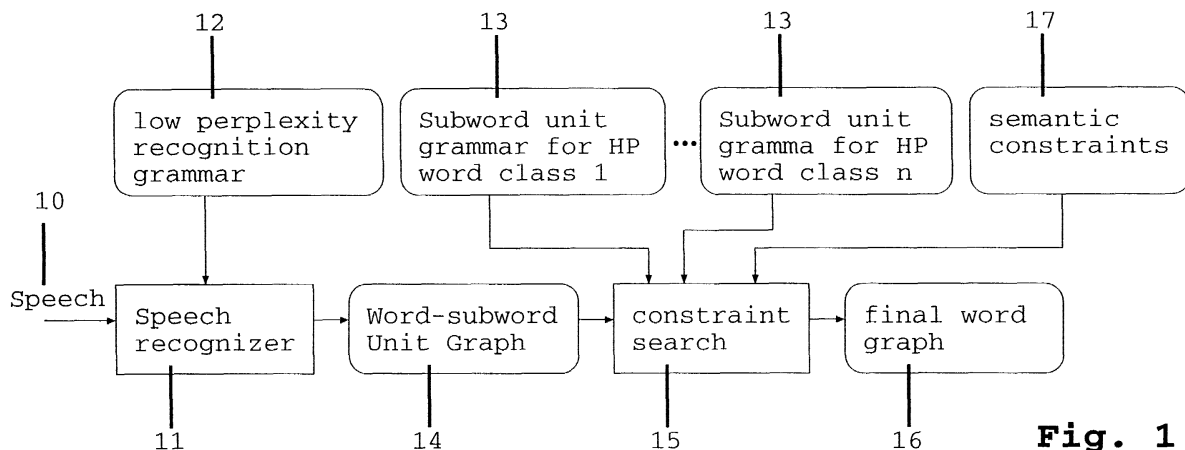 12
13
13
17
low perplexity
recognition
grammar
Subword unit
grammar for HP
word class 1
...
Subword unit
gramma for HP
word class n
semantic
constraints
10
Speech
Speech
recognizer
Word-subword
Unit Graph
constraint
search
final word
graph
11
14
15
16
Fig. 1